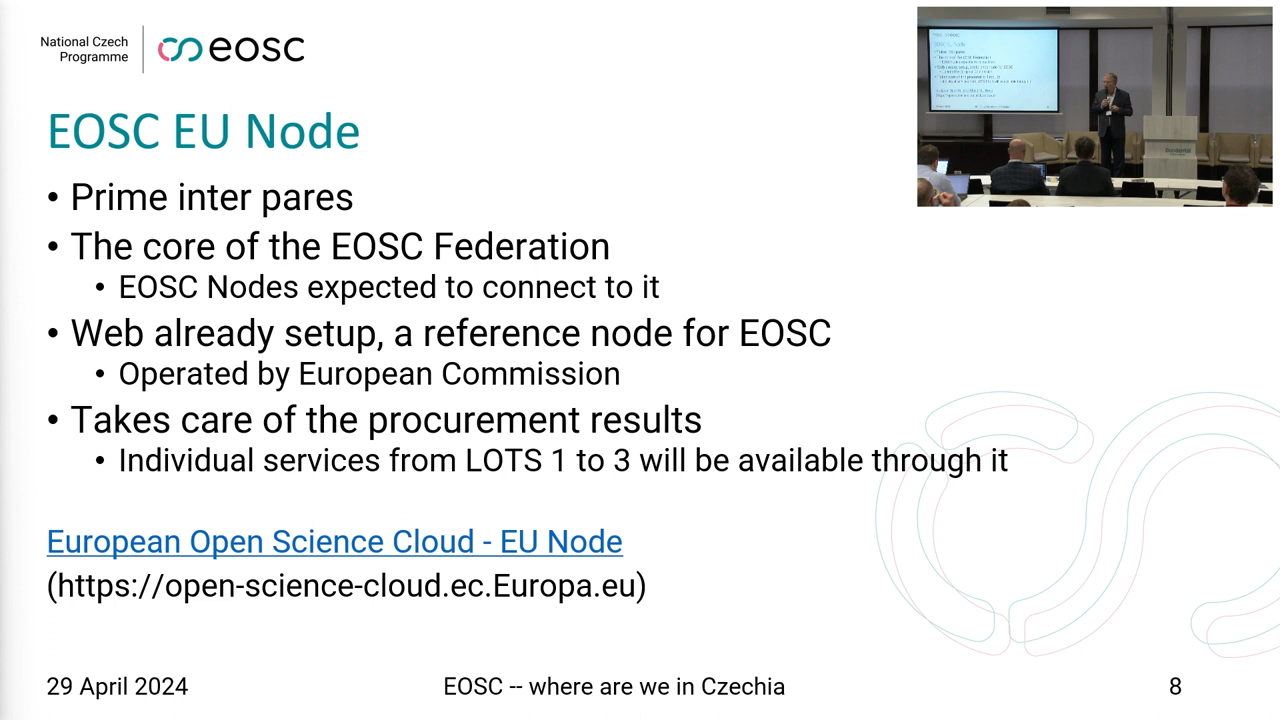 National Czech
Programme
eosc
EOSC EU Node
• Prime inter pares
• The core of the EOSC Federation
• EOSC Nodes expected to connect to it
• Web already setup, a reference node for EOSC
• Operated by European Commission
• Takes care of the procurement results
• Individual services from LOTS 1 to 3 will be available through it
European Open Science Cloud - EU Node
(https://open-science-cloud.ec.Europa.eu)
29 April 2024
EOSC -- where are we in Czechia
8